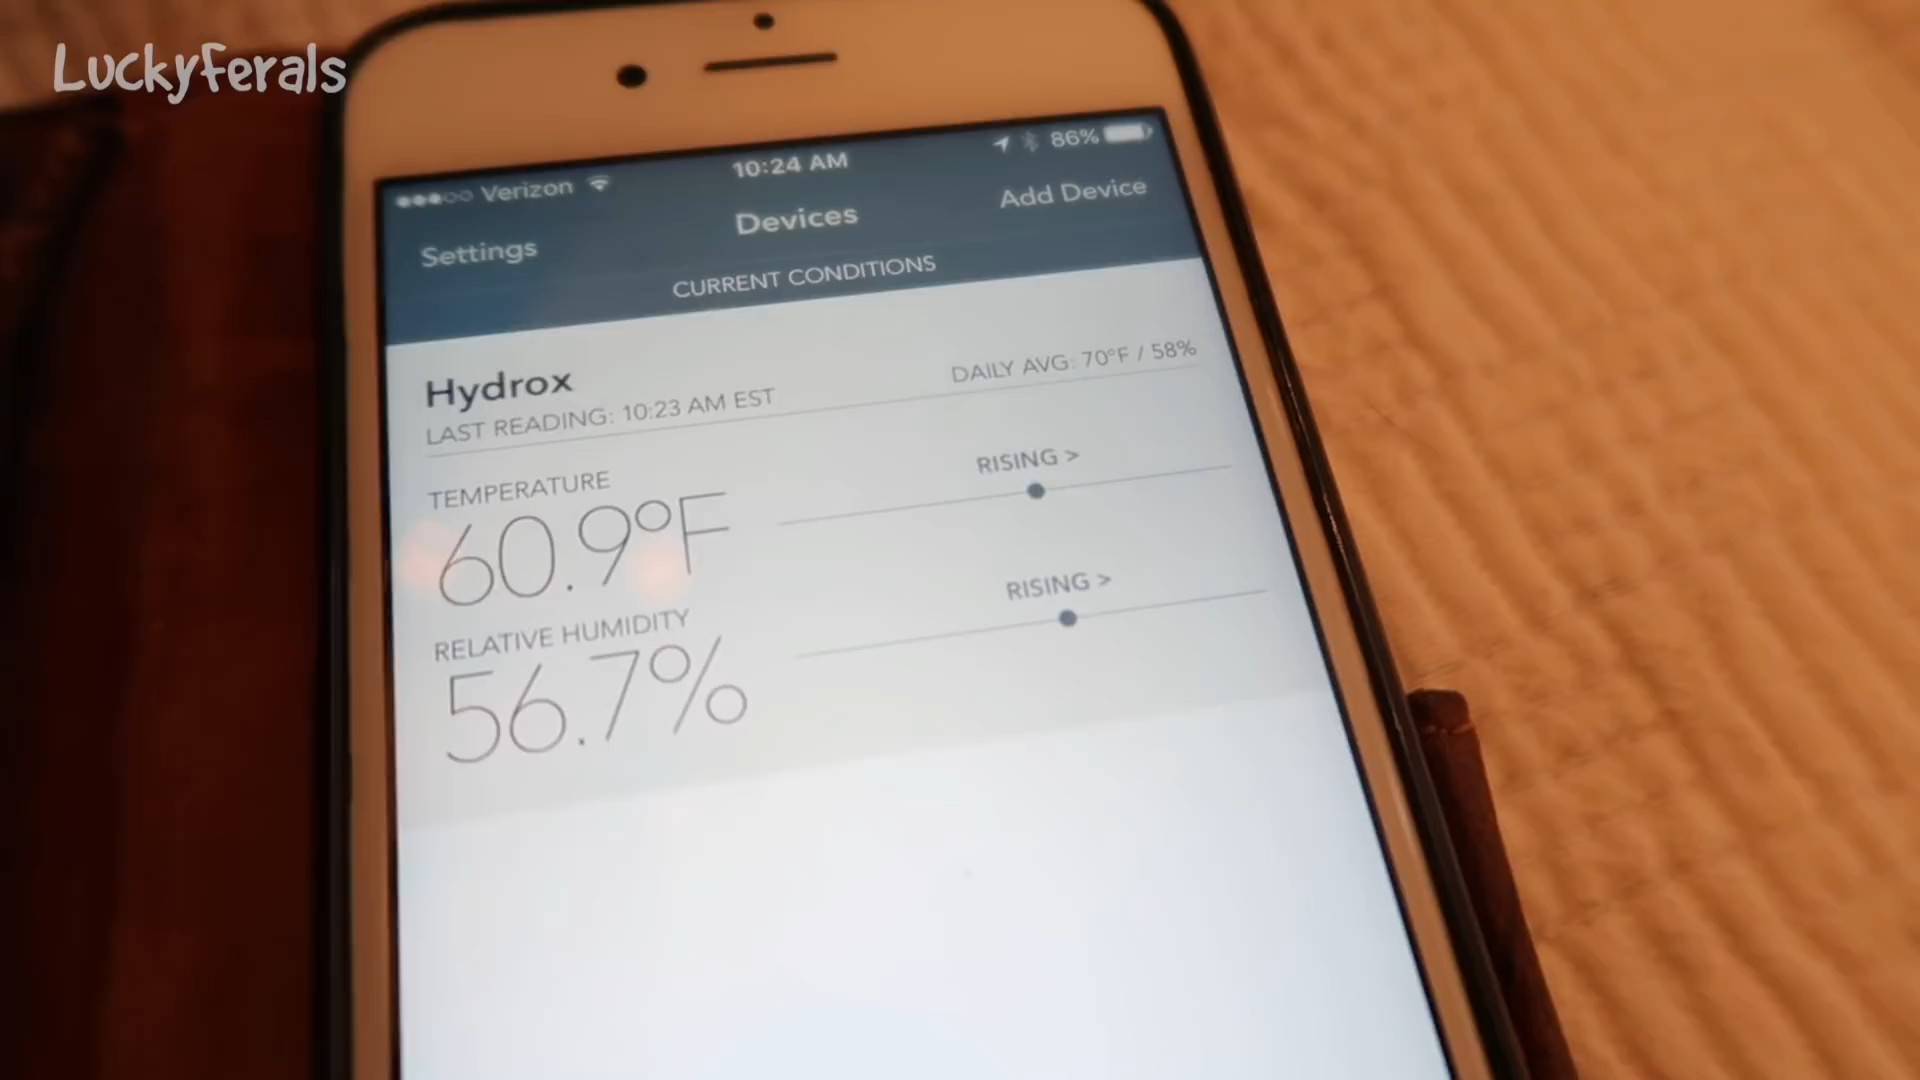 LuckyFerals
Verizon 10:24 AM 86%
Settings Devices Add Device
CURRENT CONDITIONS
Hydrox
LAST READING: 10:23 AM EST DAILY AVG: 70°F / 58%
TEMPERATURE RISING >
60.9°F
RELATIVE HUMIDITY RISING >
56.7%